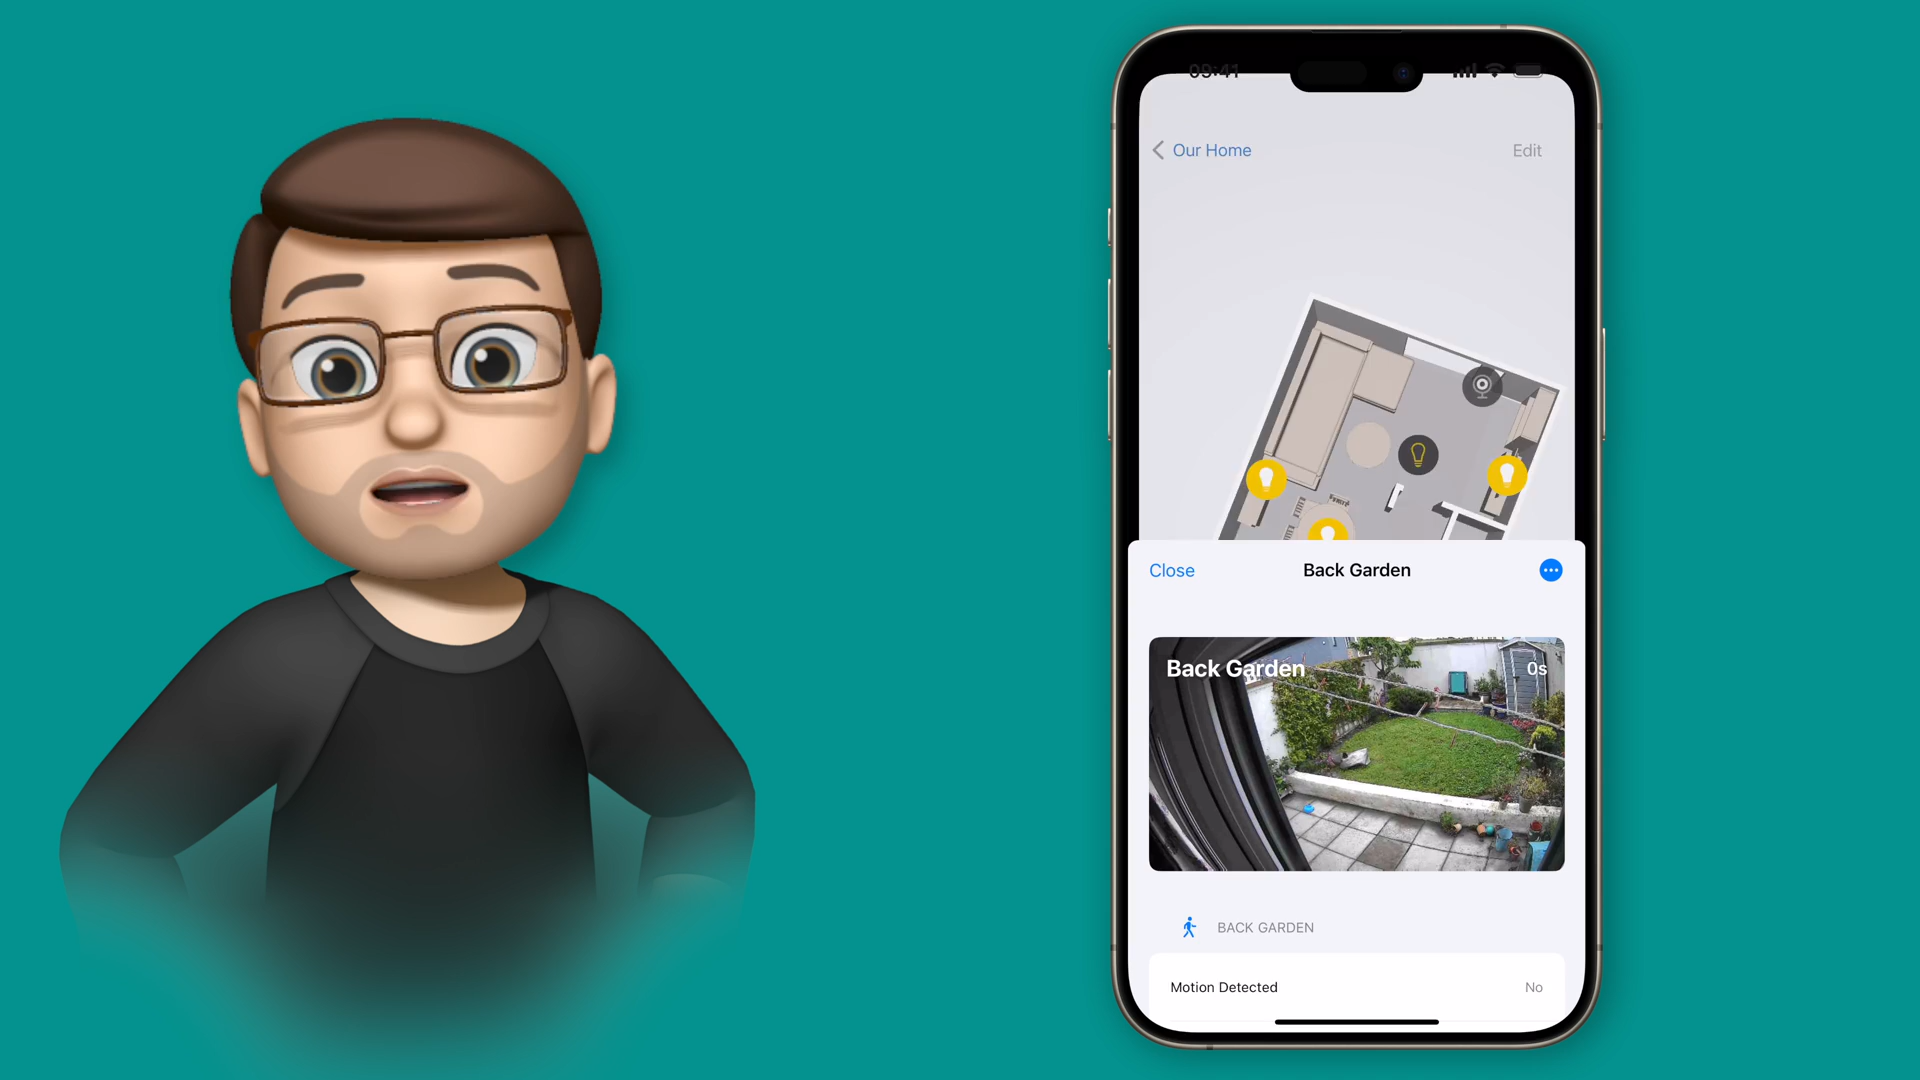 09:41
Our Home
Edit
Close
Back Garden
Back Garden
0s
BACK GARDEN
Motion Detected
No